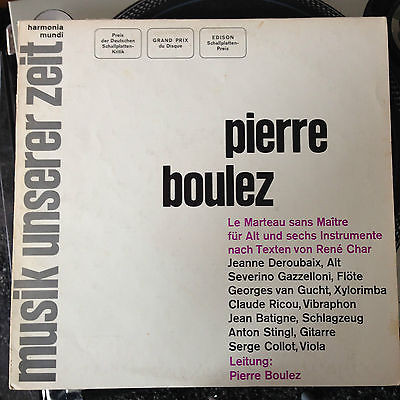 harmonia
mundi
musik unserer zeit
Preis
der Deutschen
Schallplatten-
Kritik
GRAND PRIX
du Disque
EDISON
Schallplatten-
Preis
pierre
boulez
Le Marteau sans Maître
für Alt und sechs Instrumente
nach Texten von René Char
Jeanne Deroubaix, Alt
Severino Gazzelloni, Flöte
Georges van Gucht, Xylorimba
Claude Ricou, Vibraphon
Jean Batigne, Schlagzeug
Anton Stingl, Gitarre
Serge Collot, Viola
Leitung:
Pierre Boulez